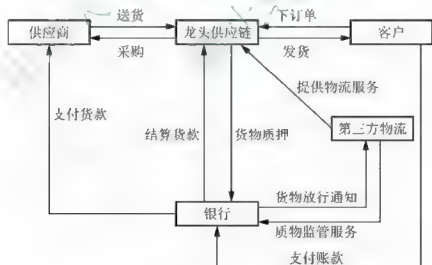 送货
下订单
供应商
龙头供应链
客户
采购
发货
提供物流服务
支付货款
结算货款
货物质押
第三方物流
货物放行通知
银行
质物监管服务
支付账款